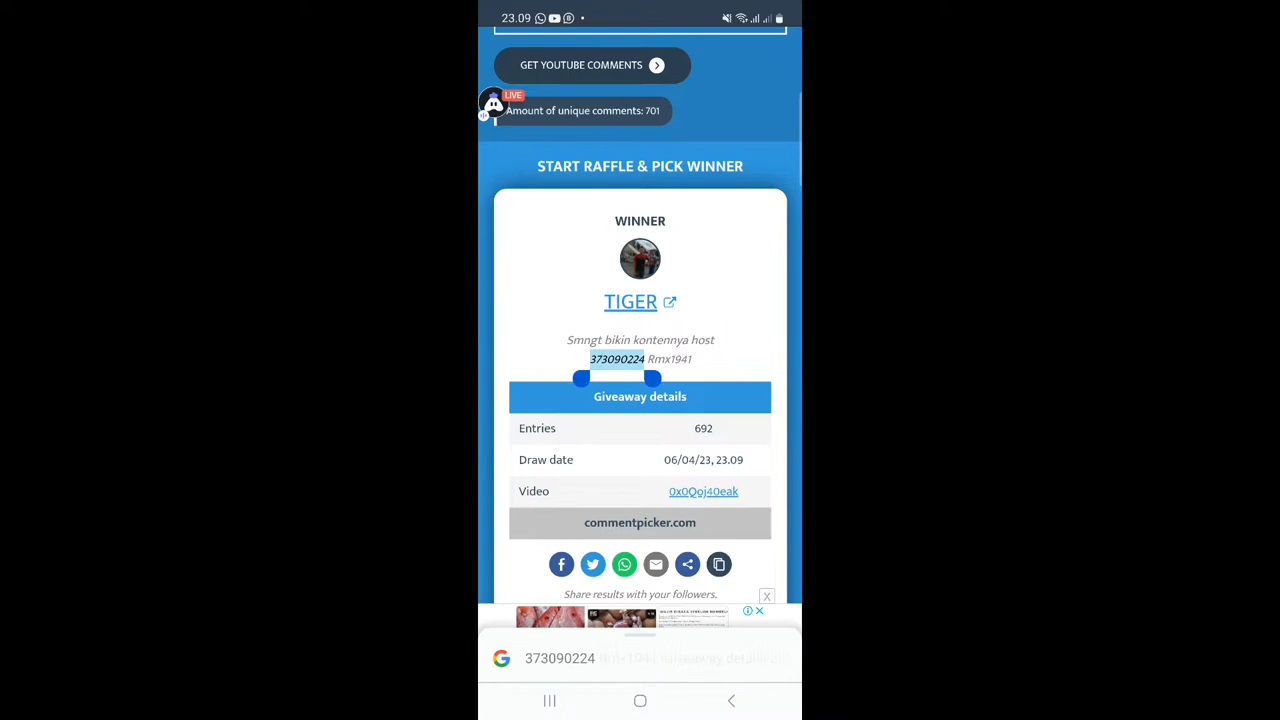 23.09
GET YOUTUBE COMMENTS
LIVE
Amount of unique comments: 701
START RAFFLE & PICK WINNER
WINNER
TIGER
Smngt bikin kontennya host
373090224 Rmx1941
Giveaway details
Entries 692
Draw date 06/04/23, 23.09
Video 0x0Qoj40eak
commentpicker.com
Share results with your followers.
X
373090224